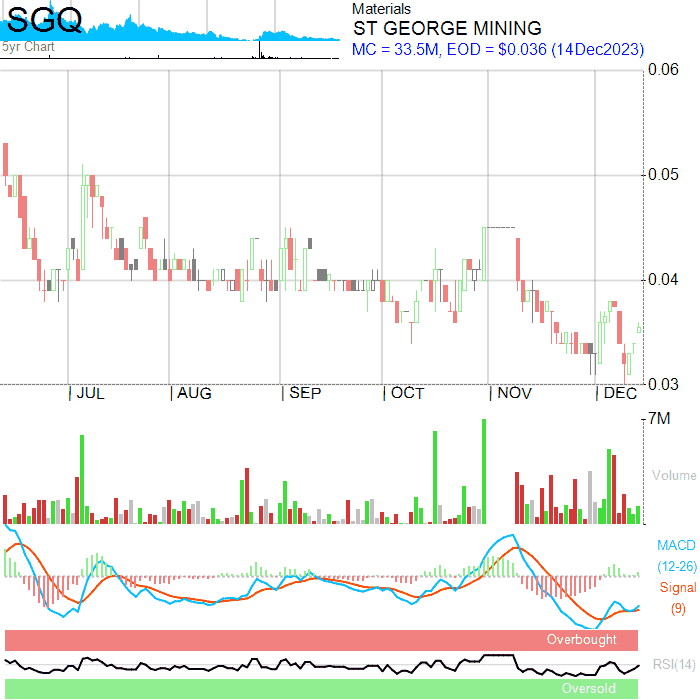 SGQ
5yr Chart
Materials
ST GEORGE MINING
MC = 33.5M, EOD = $0.036 (14Dec2023)
0.06
0.05
0.04
0.03
JUL AUG SEP OCT NOV DEC
7M
Volume
MACD
(12-26)
Signal
(9)
Overbought
RSI(14)
Oversold